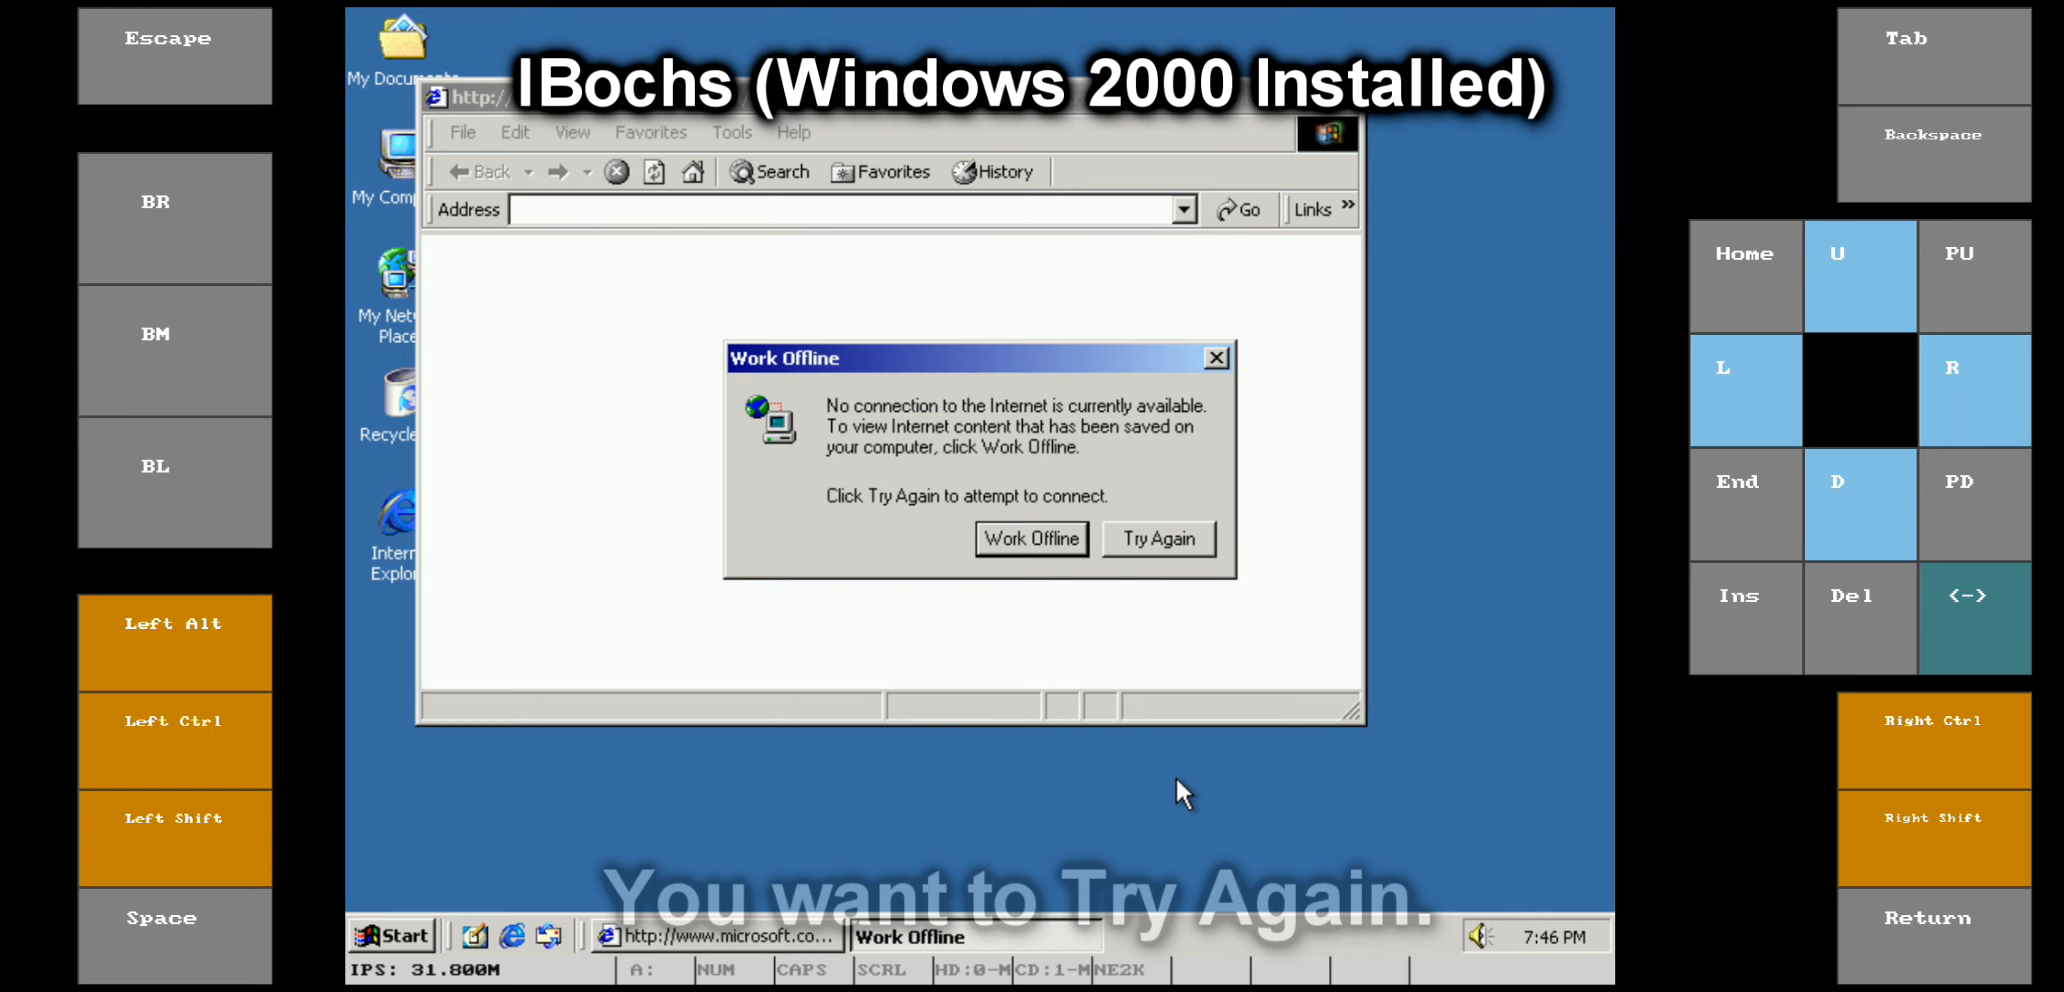 Escape
BR
BM
BL
Left Alt
Left Ctrl
Left Shift
Space
lBochs (Windows 2000 Installed)
My Documents
My Comp
My Net
Place
Recycle
Intern
Explor
http:/
File Edit View Favorites Tools Help
Back Search Favorites History
Address Go Links »
Work Offline
No connection to the Internet is currently available.
To view Internet content that has been saved on
your computer, click Work Offline.
Click Try Again to attempt to connect.
Work Offline Try Again
You want to Try Again.
Start http://www.microsoft.co... Work Offline 7:46 PM
IPS: 31.800M A: NUM CAPS SCRL HD:0-M CD:1-M NE2K
Tab
Backspace
Home U PU
L R
End D PD
Ins Del <->
Right Ctrl
Right Shift
Return